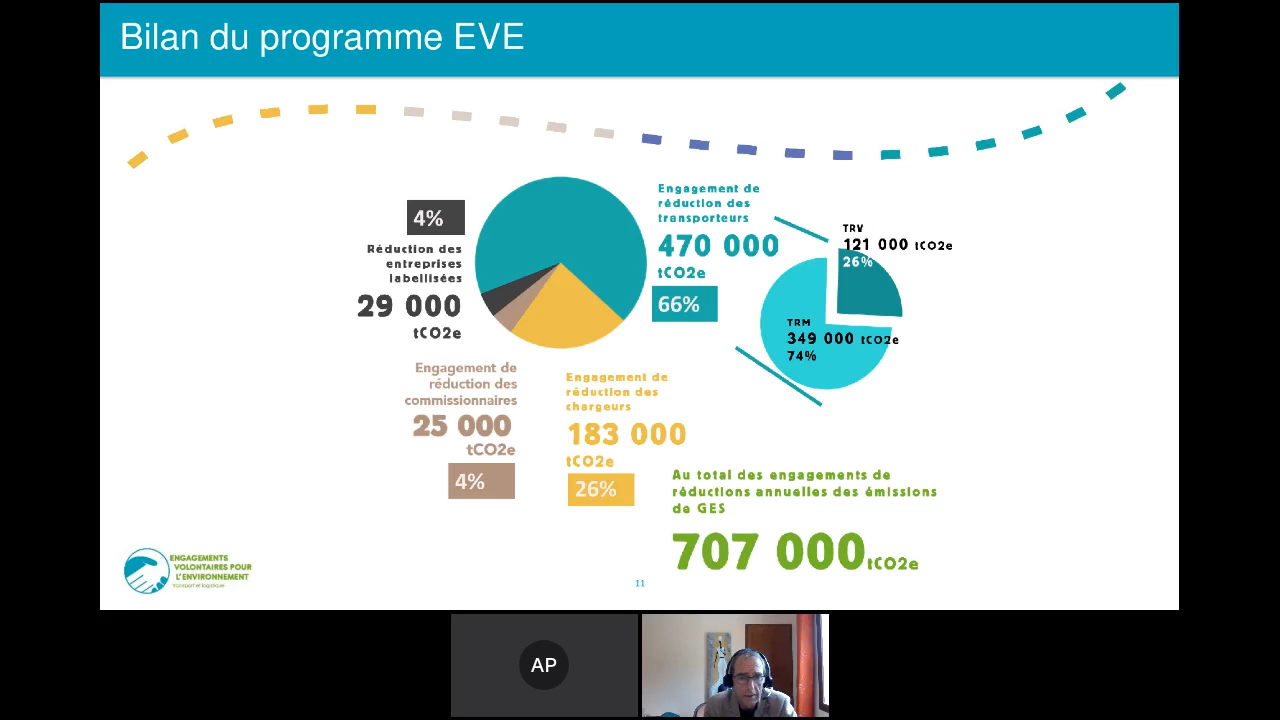 Bilan du programme EVE
4%
Réduction des
entreprises
labellisées
29 000
tCO2e
Engagement de
réduction des
transporteurs
470 000
tCO2e
66%
TRV
121 000 tCO2e
26%
TRM
349 000 tCO2e
74%
Engagement de
réduction des
commissionnaires
25 000
tCO2e
4%
Engagement de
réduction des
chargeurs
183 000
tCO2e
26%
Au total des engagements de
réductions annuelles des émissions
de GES
707 000 tCO2e
ENGAGEMENTS
VOLONTAIRES POUR
L'ENVIRONNEMENT
transport et logistique
11
AP